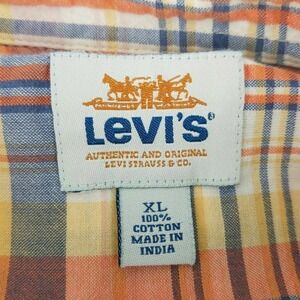 Levi's®
AUTHENTIC AND ORIGINAL
LEVI STRAUSS & CO.
XL
100%
COTTON
MADE IN
INDIA